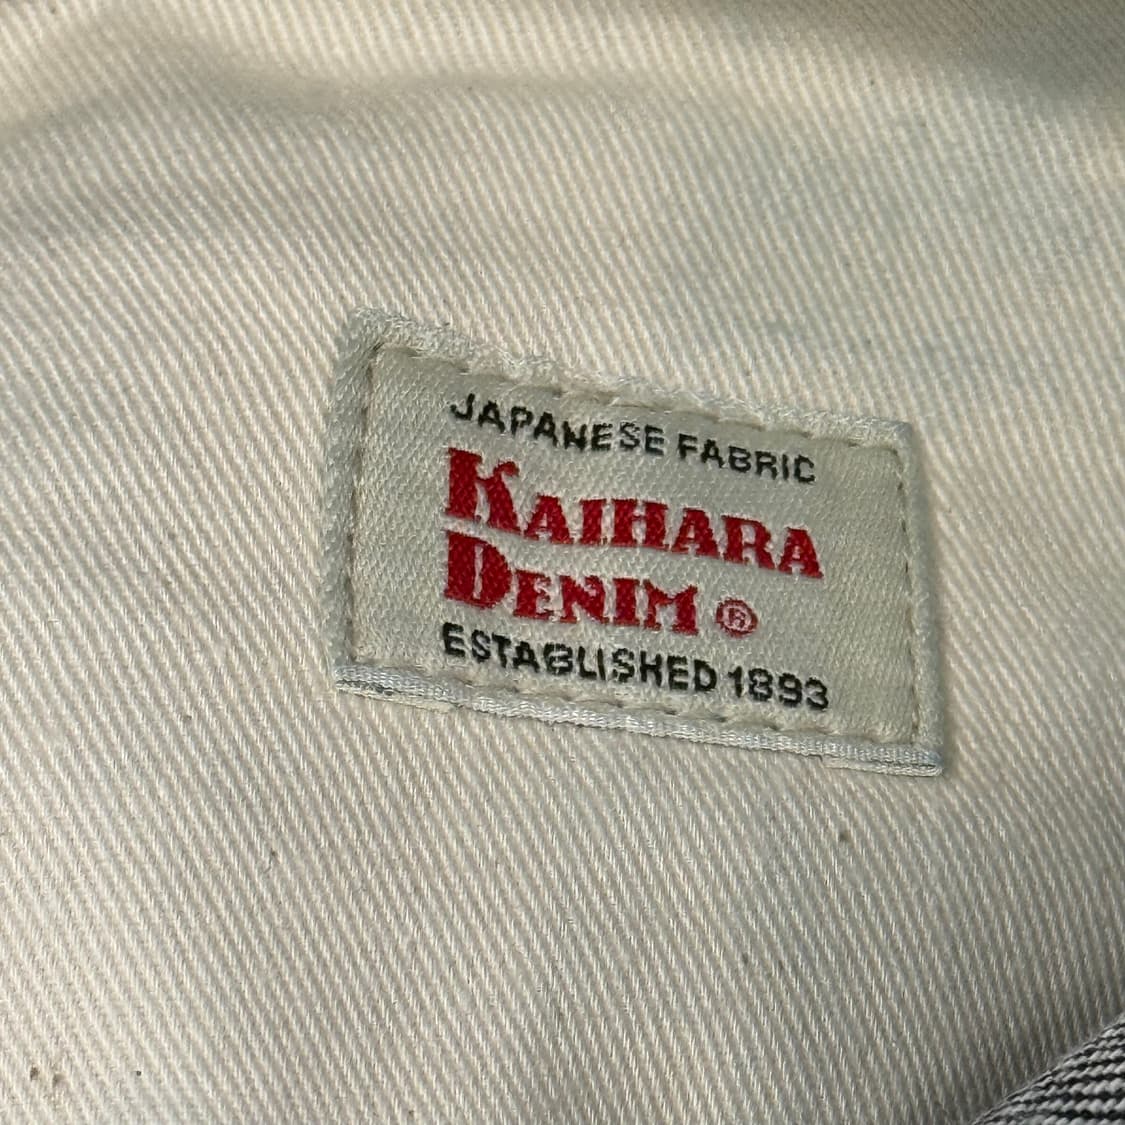 JAPANESE FABRIC
KAIHARA
DENIM ®
ESTABLISHED 1893